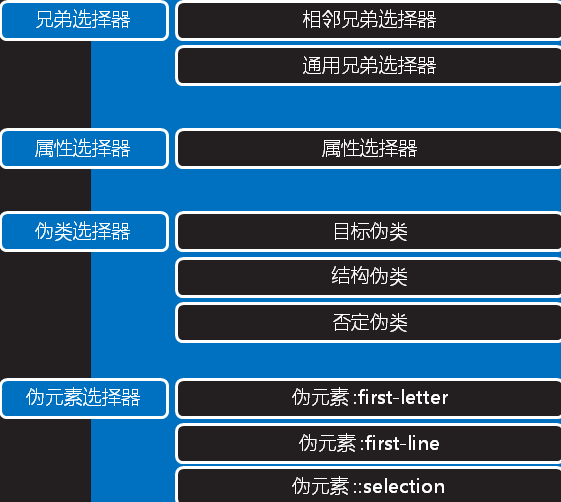 兄弟选择器
相邻兄弟选择器
通用兄弟选择器
属性选择器
属性选择器
伪类选择器
目标伪类
结构伪类
否定伪类
伪元素选择器
伪元素:first-letter
伪元素:first-line
伪元素::selection